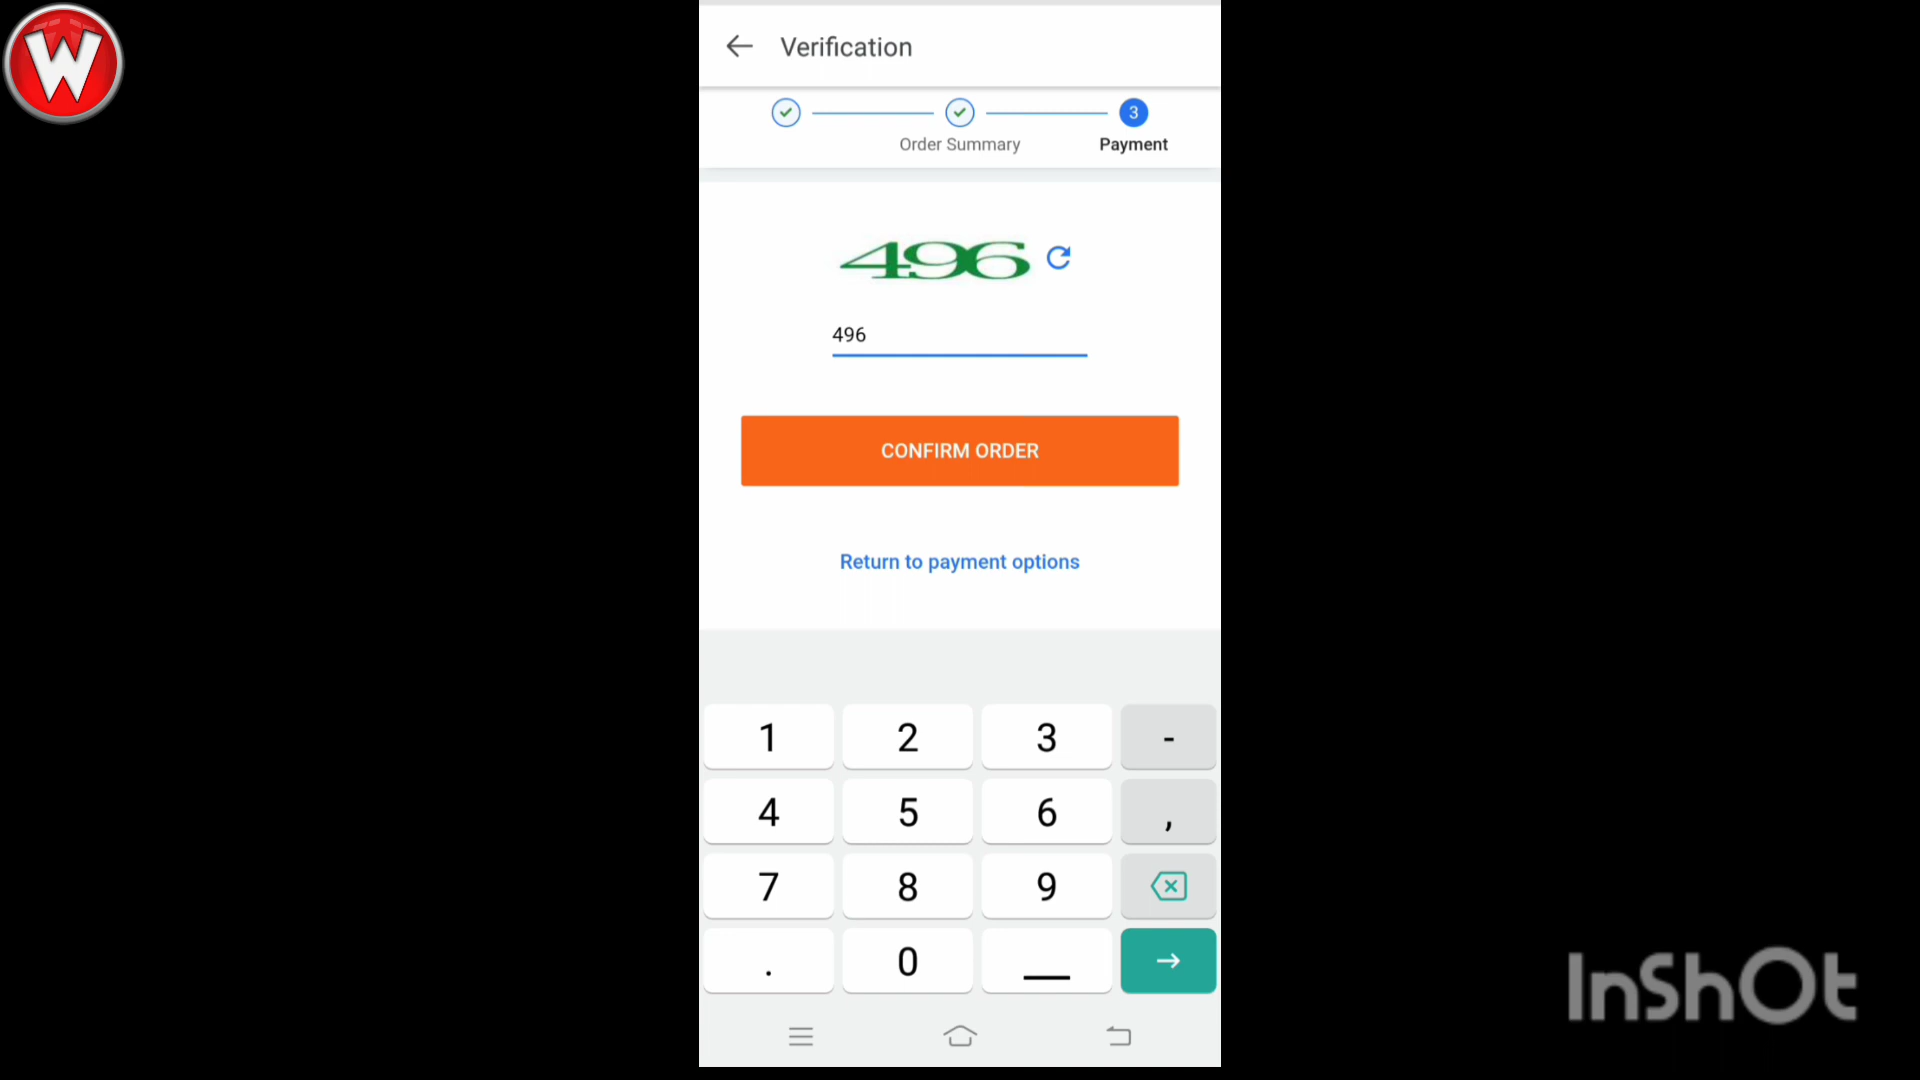 W
Verification
3
Order Summary
Payment
496
496
CONFIRM ORDER
Return to payment options
1 2 3 -
4 5 6 ,
7 8 9
. 0
InShOt